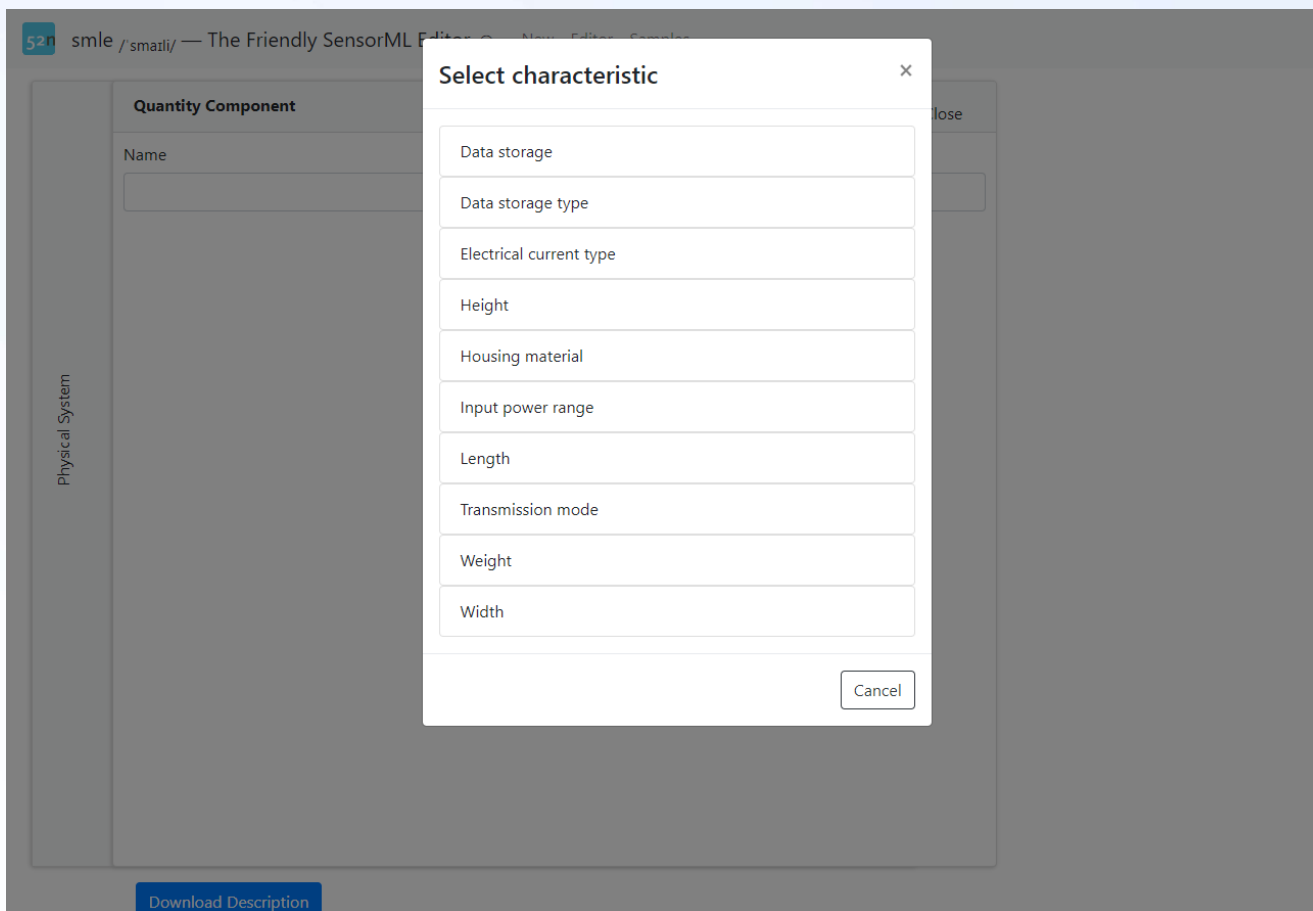 52n smle /ˈsmaɪli/ — The Friendly SensorML Editor New Editor Samples
Select characteristic ×
Quantity Component
Close
Name
Data storage
Data storage type
Electrical current type
Height
Housing material
Input power range
Length
Transmission mode
Weight
Width
Physical System
Cancel
Download Description